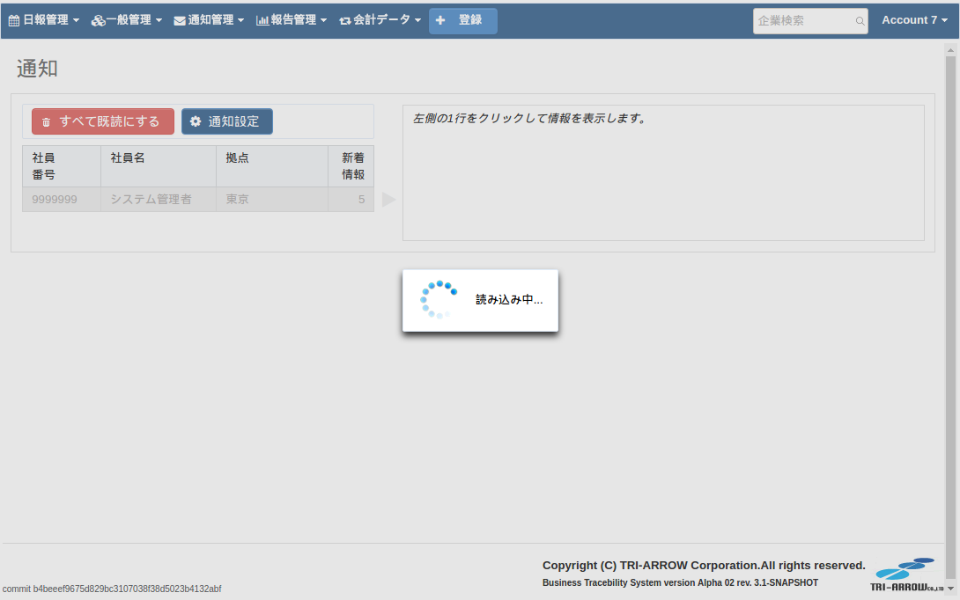 日報管理 一般管理 通知管理 報告管理 会計データ 登録 企業検索 Account 7
通知
すべて既読にする 通知設定
左側の1行をクリックして情報を表示します。
社員番号 社員名 拠点 新着情報
9999999 システム管理者 東京 5
読み込み中...
Copyright (C) TRI-ARROW Corporation.All rights reserved.
Business Tracebility System version Alpha 02 rev. 3.1-SNAPSHOT
TRI-ARROW CO.,LTD
commit b4beeef9675d829bc3107038f38d5023b4132abf